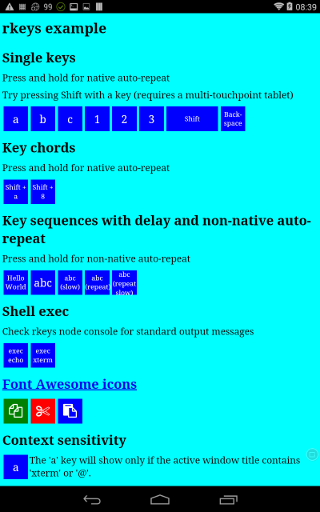 99 08:39
rkeys example
Single keys
Press and hold for native auto-repeat
Try pressing Shift with a key (requires a multi-touchpoint tablet)
a b c 1 2 3 Shift Back-
space
Key chords
Press and hold for native auto-repeat
Shift + Shift +
a 8
Key sequences with delay and non-native auto-
repeat
Press and hold for non-native auto-repeat
Hello
World
abc
abc
(slow)
abc
(repeat)
abc
(repeat
slow)
Shell exec
Check rkeys node console for standard output messages
exec exec
echo xterm
Font Awesome icons
Context sensitivity
a
The 'a' key will show only if the active window title contains
'xterm' or '@'.